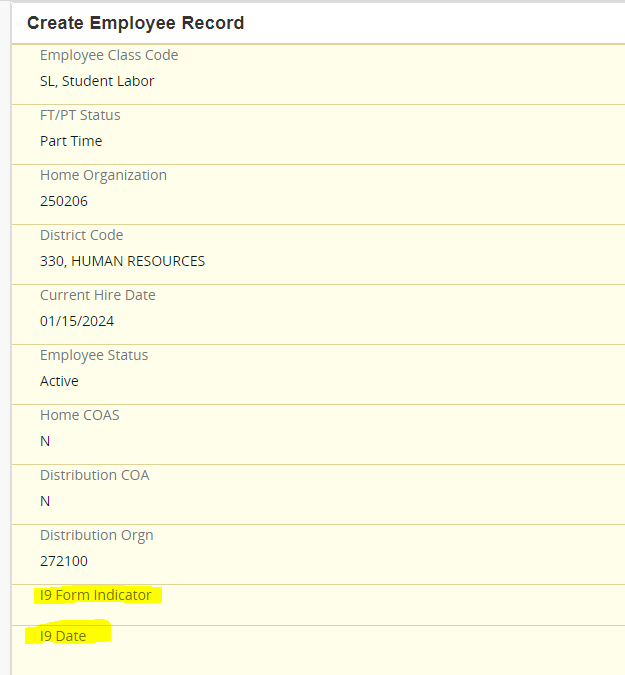 Create Employee Record
Employee Class Code
SL, Student Labor
FT/PT Status
Part Time
Home Organization
250206
District Code
330, HUMAN RESOURCES
Current Hire Date
01/15/2024
Employee Status
Active
Home COAS
N
Distribution COA
N
Distribution Orgn
272100
I9 Form Indicator
I9 Date